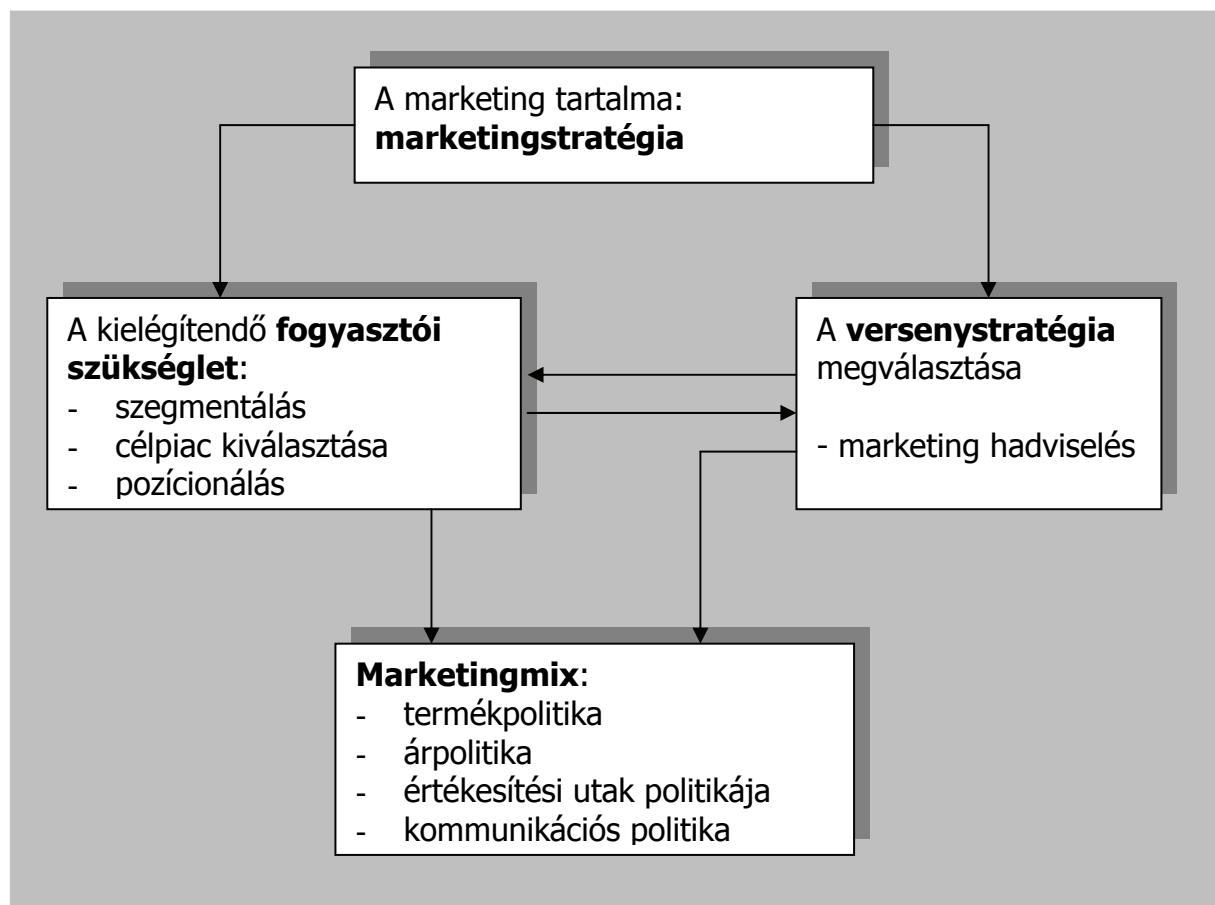 A marketing tartalma:
marketingstratégia
A kielégítendő fogyasztói
szükséglet:
- szegmentálás
- célpiac kiválasztása
- pozícionálás
A versenystratégia
megválasztása
- marketing hadviselés
Marketingmix:
- termékpolitika
- árpolitika
- értékesítési utak politikája
- kommunikációs politika